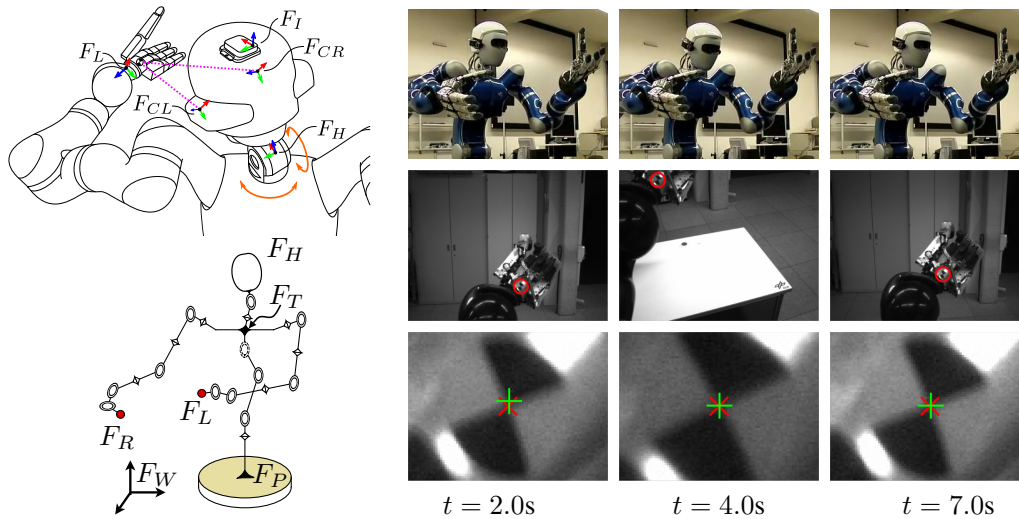 F_I
F_L
F_CR
F_CL
F_H
F_H
F_T
F_L
F_R
F_W
F_P
t = 2.0s
t = 4.0s
t = 7.0s